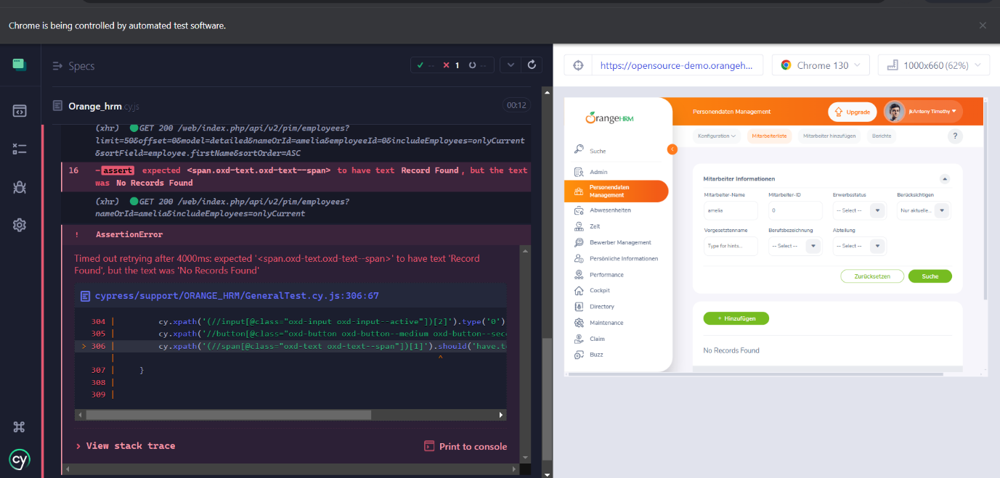 Chrome is being controlled by automated test software.
Specs
-- 1 --
Orange_hrm.cy.js
00:12
(xhr) GET 200 /web/index.php/api/v2/pim/employees?
limit=50&offset=0&model=detailed&nameOrId=amelia&employeeId=0&includeEmployees=onlyCurrent
&sortField=employee.firstName&sortOrder=ASC
16 -assert expected <span.oxd-text.oxd-text--span> to have text Record Found, but the text
was No Records Found
(xhr) GET 200 /web/index.php/api/v2/pim/employees?
nameOrId=amelia&includeEmployees=onlyCurrent
! AssertionError
Timed out retrying after 4000ms: expected '<span.oxd-text.oxd-text--span>' to have text 'Record
Found', but the text was 'No Records Found'
cypress/support/ORANGE_HRM/GeneralTest.cy.js:306:67
304 | cy.xpath('(//input[@class="oxd-input oxd-input--active"])[2]').type('0')
305 | cy.xpath('//button[@class="oxd-button oxd-button--medium oxd-button--sec
> 306 | cy.xpath('(//span[@class="oxd-text oxd-text--span"])[1]').should('have.t
| ^
307 | }
308 |
309 |
> View stack trace
Print to console
cy
https://opensource-demo.orangeh...
Chrome 130
1000x660 (62%)
OrangeHRM
Suche
Admin
Personendaten
Management
Abwesenheiten
Zeit
Bewerber Management
Persönliche Informationen
Performance
Cockpit
Directory
Maintenance
Claim
Buzz
Personendaten Management
Upgrade
jkAntony Timothy
Konfiguration
Mitarbeiterliste
Mitarbeiter hinzufügen
Berichte
?
Mitarbeiter Informationen
Mitarbeiter-Name
Mitarbeiter-ID
Erwerbsstatus
Berücksichtigen
amelia
0
-- Select --
Nur aktuelle...
Vorgesetztenname
Berufsbezeichnung
Abteilung
Type for hints...
-- Select --
-- Select --
Zurücksetzen
Suche
+ Hinzufügen
No Records Found